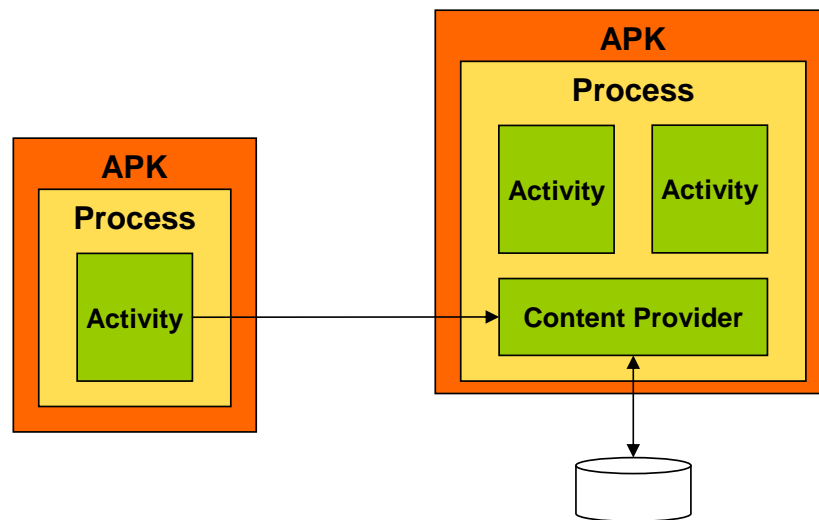 APK
Process
Activity
APK
Process
Activity
Activity
Content Provider